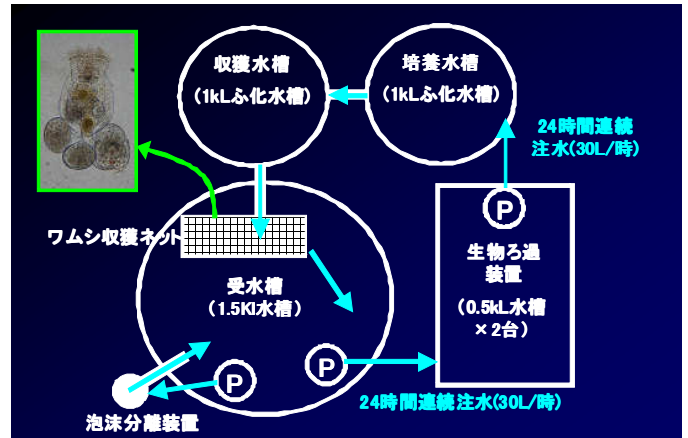 収獲水槽
（1kLふ化水槽）
培養水槽
（1kLふ化水槽）
24時間連続
注水(30L/時)
P
生物ろ過
装置
（0.5kL水槽
×2台）
ワムシ収獲ネット
受水槽
（1.5Kl水槽）
P
P
24時間連続注水(30L/時)
泡沫分離装置